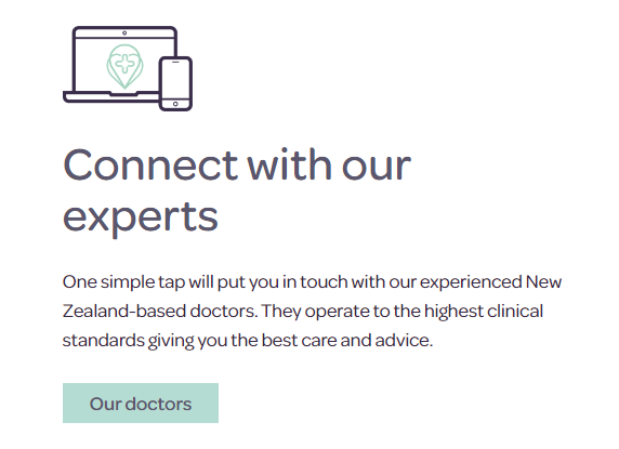 Connect with our
experts
One simple tap will put you in touch with our experienced New
Zealand-based doctors. They operate to the highest clinical
standards giving you the best care and advice.
Our doctors